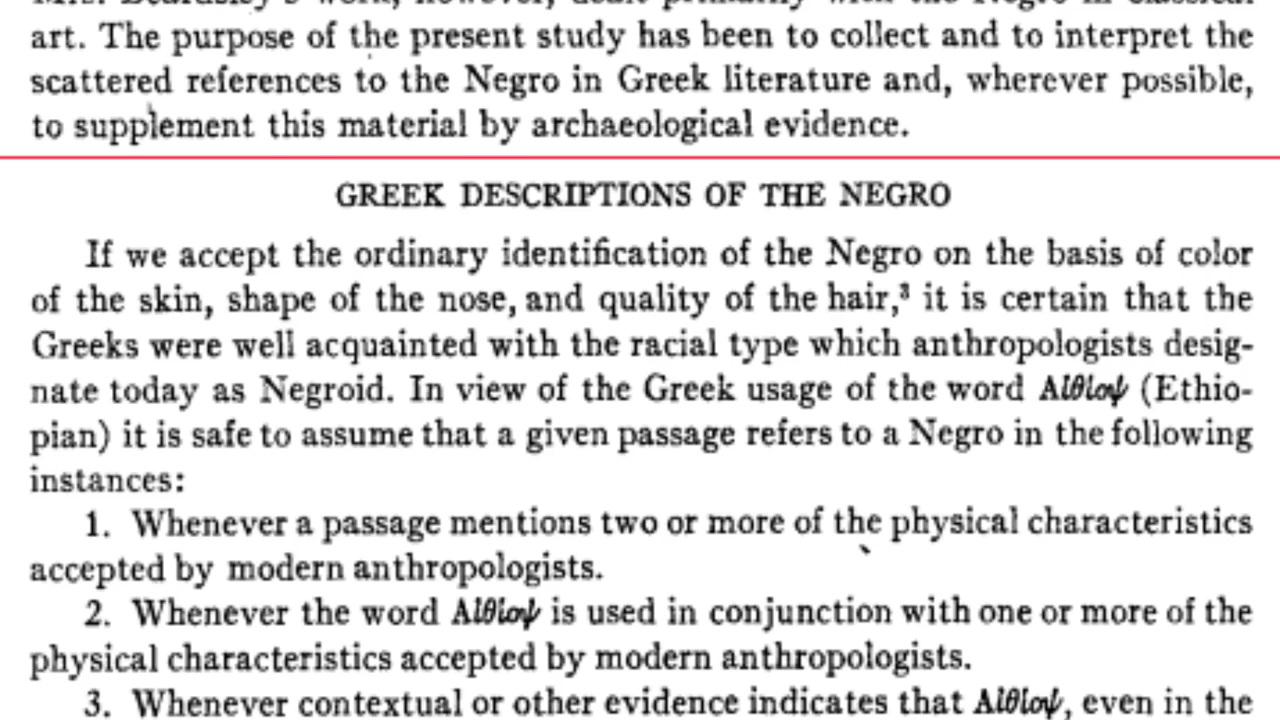 art. The purpose of the present study has been to collect and to interpret the
scattered references to the Negro in Greek literature and, wherever possible,
to supplement this material by archaeological evidence.
GREEK DESCRIPTIONS OF THE NEGRO
If we accept the ordinary identification of the Negro on the basis of color
of the skin, shape of the nose, and quality of the hair,³ it is certain that the
Greeks were well acquainted with the racial type which anthropologists desig-
nate today as Negroid. In view of the Greek usage of the word Αἰθίοψ (Ethio-
pian) it is safe to assume that a given passage refers to a Negro in the following
instances:
1. Whenever a passage mentions two or more of the physical characteristics
accepted by modern anthropologists.
2. Whenever the word Αἰθίοψ is used in conjunction with one or more of the
physical characteristics accepted by modern anthropologists.
3. Whenever contextual or other evidence indicates that Αἰθίοψ, even in the